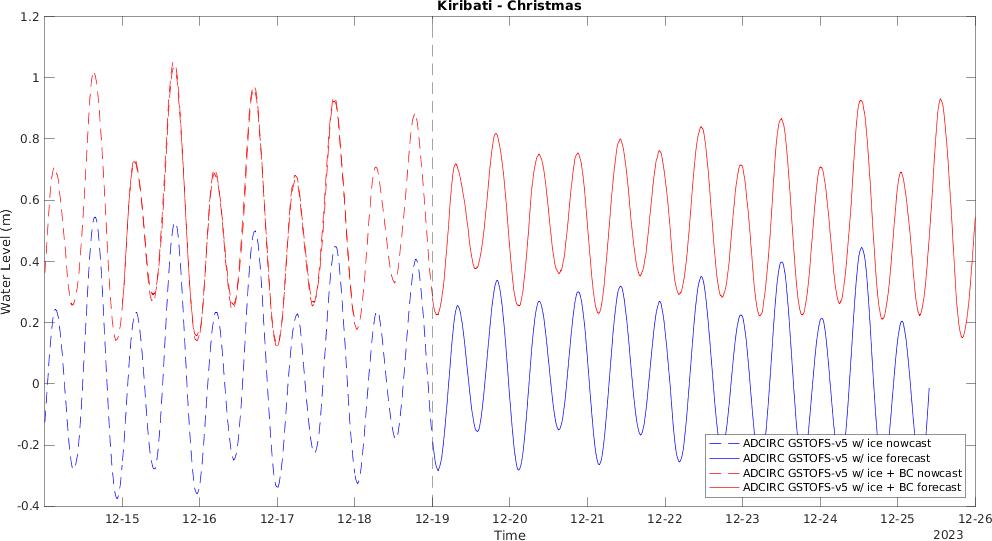 Kiribati - Christmas
1.2
1
0.8
0.6
0.4
0.2
0
-0.2
-0.4
Water Level (m)
ADCIRC GSTOFS-v5 w/ ice nowcast
ADCIRC GSTOFS-v5 w/ ice forecast
ADCIRC GSTOFS-v5 w/ ice + BC nowcast
ADCIRC GSTOFS-v5 w/ ice + BC forecast
12-15 12-16 12-17 12-18 12-19 12-20 12-21 12-22 12-23 12-24 12-25 12-26
Time
2023